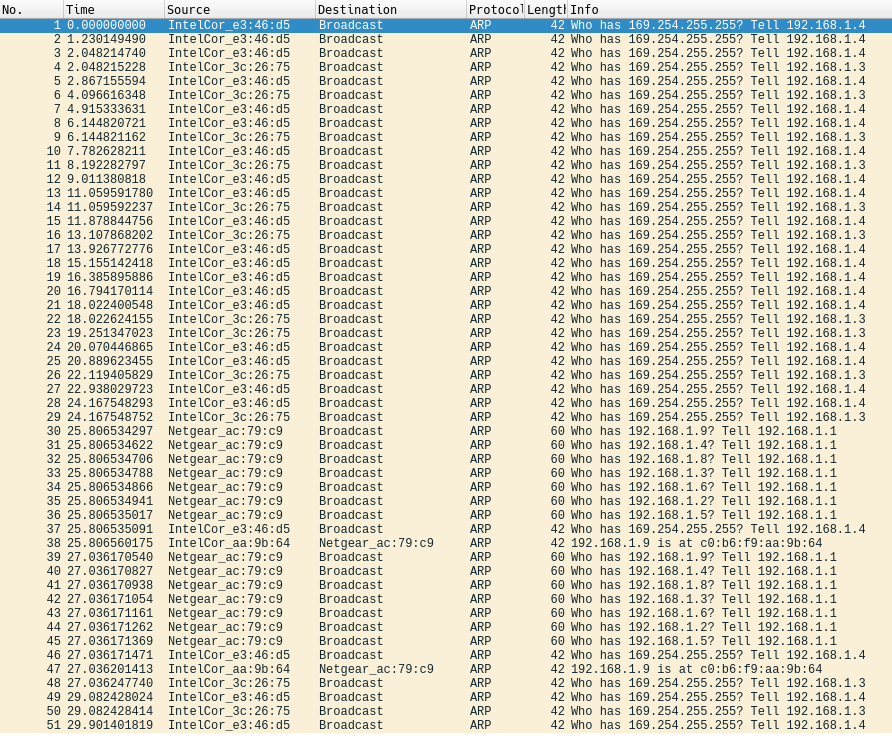 No. Time Source Destination Protocol Length Info
1 0.000000000 IntelCor_e3:46:d5 Broadcast ARP 42 Who has 169.254.255.255? Tell 192.168.1.4
2 1.230149490 IntelCor_e3:46:d5 Broadcast ARP 42 Who has 169.254.255.255? Tell 192.168.1.4
3 2.048214740 IntelCor_e3:46:d5 Broadcast ARP 42 Who has 169.254.255.255? Tell 192.168.1.4
4 2.048215228 IntelCor_3c:26:75 Broadcast ARP 42 Who has 169.254.255.255? Tell 192.168.1.3
5 2.867155594 IntelCor_e3:46:d5 Broadcast ARP 42 Who has 169.254.255.255? Tell 192.168.1.4
6 4.096616348 IntelCor_3c:26:75 Broadcast ARP 42 Who has 169.254.255.255? Tell 192.168.1.3
7 4.915333631 IntelCor_e3:46:d5 Broadcast ARP 42 Who has 169.254.255.255? Tell 192.168.1.4
8 6.144820721 IntelCor_e3:46:d5 Broadcast ARP 42 Who has 169.254.255.255? Tell 192.168.1.4
9 6.144821162 IntelCor_3c:26:75 Broadcast ARP 42 Who has 169.254.255.255? Tell 192.168.1.3
10 7.782628211 IntelCor_e3:46:d5 Broadcast ARP 42 Who has 169.254.255.255? Tell 192.168.1.4
11 8.192282797 IntelCor_3c:26:75 Broadcast ARP 42 Who has 169.254.255.255? Tell 192.168.1.3
12 9.011380818 IntelCor_e3:46:d5 Broadcast ARP 42 Who has 169.254.255.255? Tell 192.168.1.4
13 11.059591780 IntelCor_e3:46:d5 Broadcast ARP 42 Who has 169.254.255.255? Tell 192.168.1.4
14 11.059592237 IntelCor_3c:26:75 Broadcast ARP 42 Who has 169.254.255.255? Tell 192.168.1.3
15 11.878844756 IntelCor_e3:46:d5 Broadcast ARP 42 Who has 169.254.255.255? Tell 192.168.1.4
16 13.107868202 IntelCor_3c:26:75 Broadcast ARP 42 Who has 169.254.255.255? Tell 192.168.1.3
17 13.926772776 IntelCor_e3:46:d5 Broadcast ARP 42 Who has 169.254.255.255? Tell 192.168.1.4
18 15.155142418 IntelCor_e3:46:d5 Broadcast ARP 42 Who has 169.254.255.255? Tell 192.168.1.4
19 16.385895886 IntelCor_e3:46:d5 Broadcast ARP 42 Who has 169.254.255.255? Tell 192.168.1.4
20 16.794170114 IntelCor_e3:46:d5 Broadcast ARP 42 Who has 169.254.255.255? Tell 192.168.1.4
21 18.022400548 IntelCor_e3:46:d5 Broadcast ARP 42 Who has 169.254.255.255? Tell 192.168.1.4
22 18.022624155 IntelCor_3c:26:75 Broadcast ARP 42 Who has 169.254.255.255? Tell 192.168.1.3
23 19.251347023 IntelCor_3c:26:75 Broadcast ARP 42 Who has 169.254.255.255? Tell 192.168.1.3
24 20.070446865 IntelCor_e3:46:d5 Broadcast ARP 42 Who has 169.254.255.255? Tell 192.168.1.4
25 20.889623455 IntelCor_e3:46:d5 Broadcast ARP 42 Who has 169.254.255.255? Tell 192.168.1.4
26 22.119405829 IntelCor_3c:26:75 Broadcast ARP 42 Who has 169.254.255.255? Tell 192.168.1.3
27 22.938029723 IntelCor_e3:46:d5 Broadcast ARP 42 Who has 169.254.255.255? Tell 192.168.1.4
28 24.167548293 IntelCor_e3:46:d5 Broadcast ARP 42 Who has 169.254.255.255? Tell 192.168.1.4
29 24.167548752 IntelCor_3c:26:75 Broadcast ARP 42 Who has 169.254.255.255? Tell 192.168.1.3
30 25.806534297 Netgear_ac:79:c9 Broadcast ARP 60 Who has 192.168.1.9? Tell 192.168.1.1
31 25.806534622 Netgear_ac:79:c9 Broadcast ARP 60 Who has 192.168.1.4? Tell 192.168.1.1
32 25.806534706 Netgear_ac:79:c9 Broadcast ARP 60 Who has 192.168.1.8? Tell 192.168.1.1
33 25.806534788 Netgear_ac:79:c9 Broadcast ARP 60 Who has 192.168.1.3? Tell 192.168.1.1
34 25.806534866 Netgear_ac:79:c9 Broadcast ARP 60 Who has 192.168.1.6? Tell 192.168.1.1
35 25.806534941 Netgear_ac:79:c9 Broadcast ARP 60 Who has 192.168.1.2? Tell 192.168.1.1
36 25.806535017 Netgear_ac:79:c9 Broadcast ARP 60 Who has 192.168.1.5? Tell 192.168.1.1
37 25.806535091 IntelCor_e3:46:d5 Broadcast ARP 42 Who has 169.254.255.255? Tell 192.168.1.4
38 25.806560175 IntelCor_aa:9b:64 Netgear_ac:79:c9 ARP 42 192.168.1.9 is at c0:b6:f9:aa:9b:64
39 27.036170540 Netgear_ac:79:c9 Broadcast ARP 60 Who has 192.168.1.9? Tell 192.168.1.1
40 27.036170827 Netgear_ac:79:c9 Broadcast ARP 60 Who has 192.168.1.4? Tell 192.168.1.1
41 27.036170938 Netgear_ac:79:c9 Broadcast ARP 60 Who has 192.168.1.8? Tell 192.168.1.1
42 27.036171054 Netgear_ac:79:c9 Broadcast ARP 60 Who has 192.168.1.3? Tell 192.168.1.1
43 27.036171161 Netgear_ac:79:c9 Broadcast ARP 60 Who has 192.168.1.6? Tell 192.168.1.1
44 27.036171262 Netgear_ac:79:c9 Broadcast ARP 60 Who has 192.168.1.2? Tell 192.168.1.1
45 27.036171369 Netgear_ac:79:c9 Broadcast ARP 60 Who has 192.168.1.5? Tell 192.168.1.1
46 27.036171471 IntelCor_e3:46:d5 Broadcast ARP 42 Who has 169.254.255.255? Tell 192.168.1.4
47 27.036201413 IntelCor_aa:9b:64 Netgear_ac:79:c9 ARP 42 192.168.1.9 is at c0:b6:f9:aa:9b:64
48 27.036247740 IntelCor_3c:26:75 Broadcast ARP 42 Who has 169.254.255.255? Tell 192.168.1.3
49 29.082428024 IntelCor_e3:46:d5 Broadcast ARP 42 Who has 169.254.255.255? Tell 192.168.1.4
50 29.082428414 IntelCor_3c:26:75 Broadcast ARP 42 Who has 169.254.255.255? Tell 192.168.1.3
51 29.901401819 IntelCor_e3:46:d5 Broadcast ARP 42 Who has 169.254.255.255? Tell 192.168.1.4